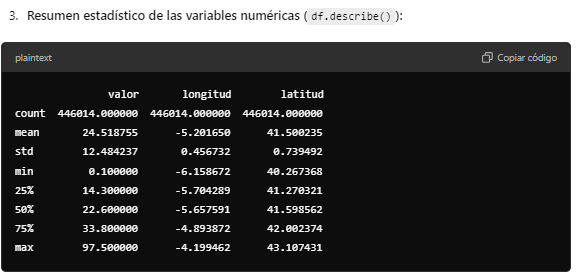 3. Resumen estadístico de las variables numéricas (df.describe()):
plaintext Copiar código
valor longitud latitud
count 446014.000000 446014.000000 446014.000000
mean 24.518755 -5.201650 41.500235
std 12.484237 0.456732 0.739492
min 0.100000 -6.158672 40.267368
25% 14.300000 -5.704289 41.270321
50% 22.600000 -5.657591 41.598562
75% 33.800000 -4.893872 42.002374
max 97.500000 -4.199462 43.107431